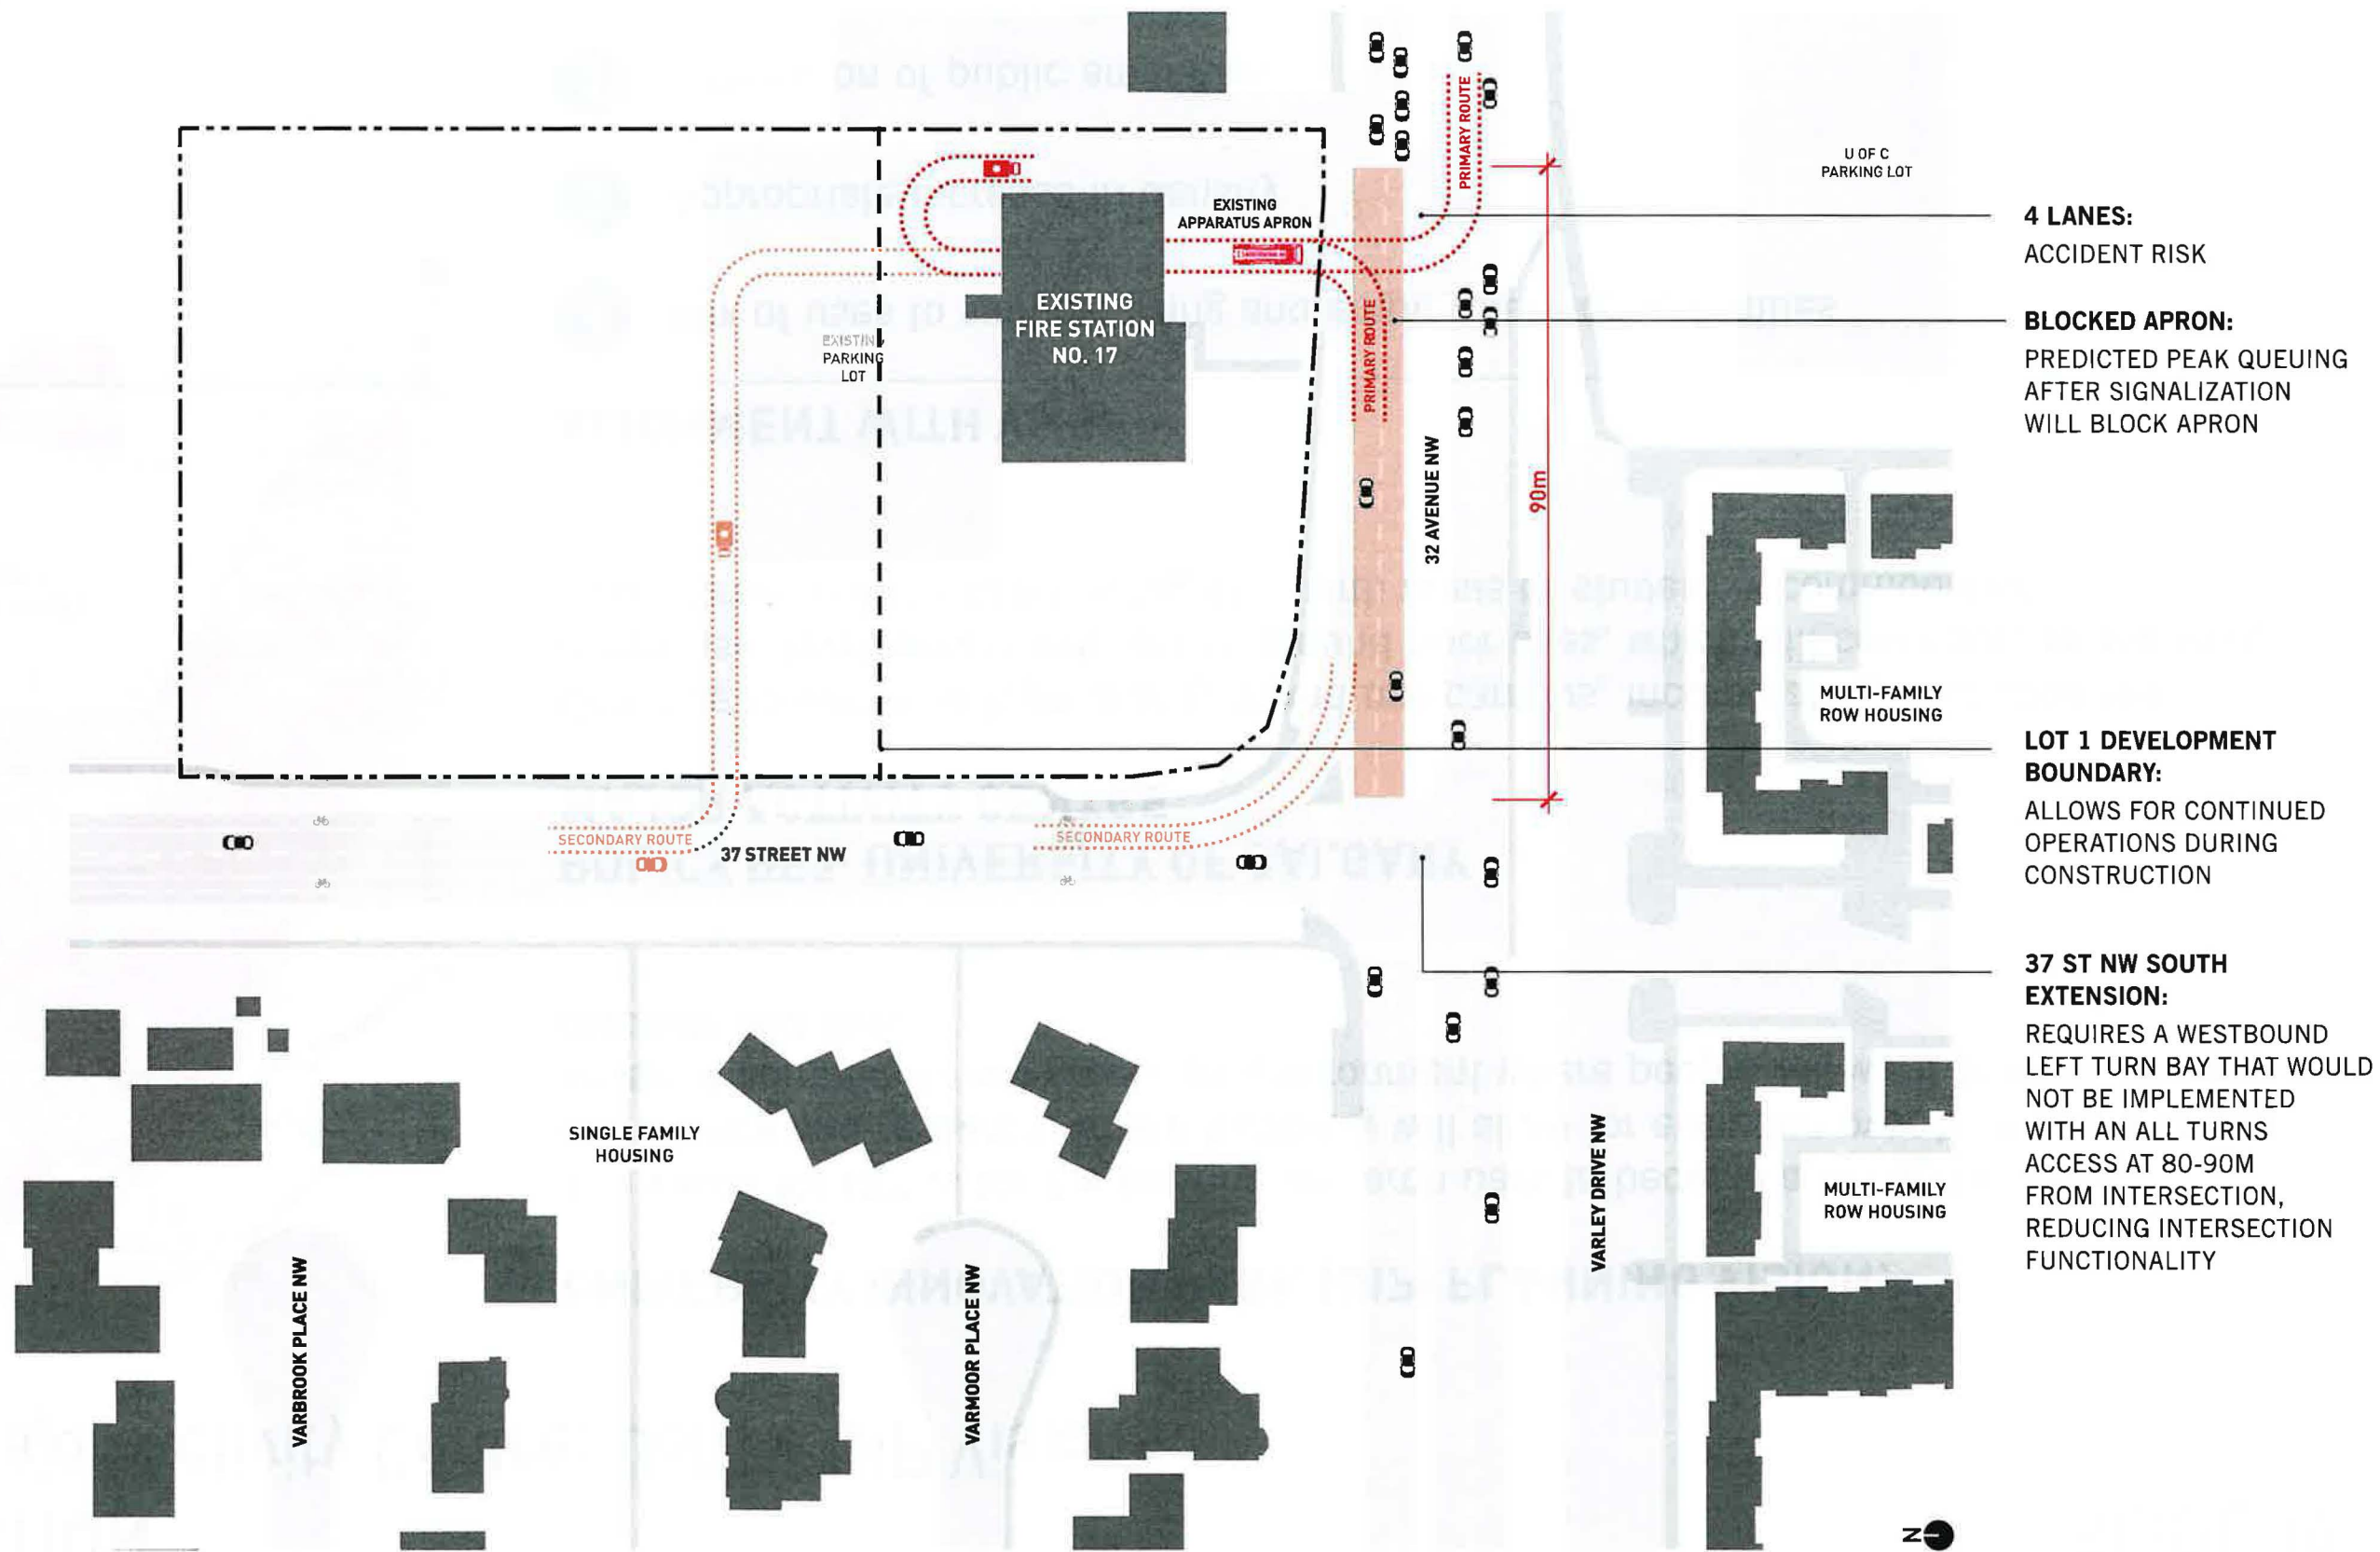 U OF C
PARKING LOT
PRIMARY ROUTE
EXISTING
APPARATUS APRON
4 LANES:
ACCIDENT RISK
EXISTING
FIRE STATION
NO. 17
EXISTING
PARKING
LOT
PRIMARY ROUTE
BLOCKED APRON:
PREDICTED PEAK QUEUING
AFTER SIGNALIZATION
WILL BLOCK APRON
32 AVENUE NW
90m
MULTI-FAMILY
ROW HOUSING
LOT 1 DEVELOPMENT
BOUNDARY:
ALLOWS FOR CONTINUED
OPERATIONS DURING
CONSTRUCTION
SECONDARY ROUTE
37 STREET NW
SECONDARY ROUTE
37 ST NW SOUTH
EXTENSION:
REQUIRES A WESTBOUND
LEFT TURN BAY THAT WOULD
NOT BE IMPLEMENTED
WITH AN ALL TURNS
ACCESS AT 80-90M
FROM INTERSECTION,
REDUCING INTERSECTION
FUNCTIONALITY
SINGLE FAMILY
HOUSING
VARLEY DRIVE NW
MULTI-FAMILY
ROW HOUSING
VARBROOK PLACE NW
VARMOOR PLACE NW
N